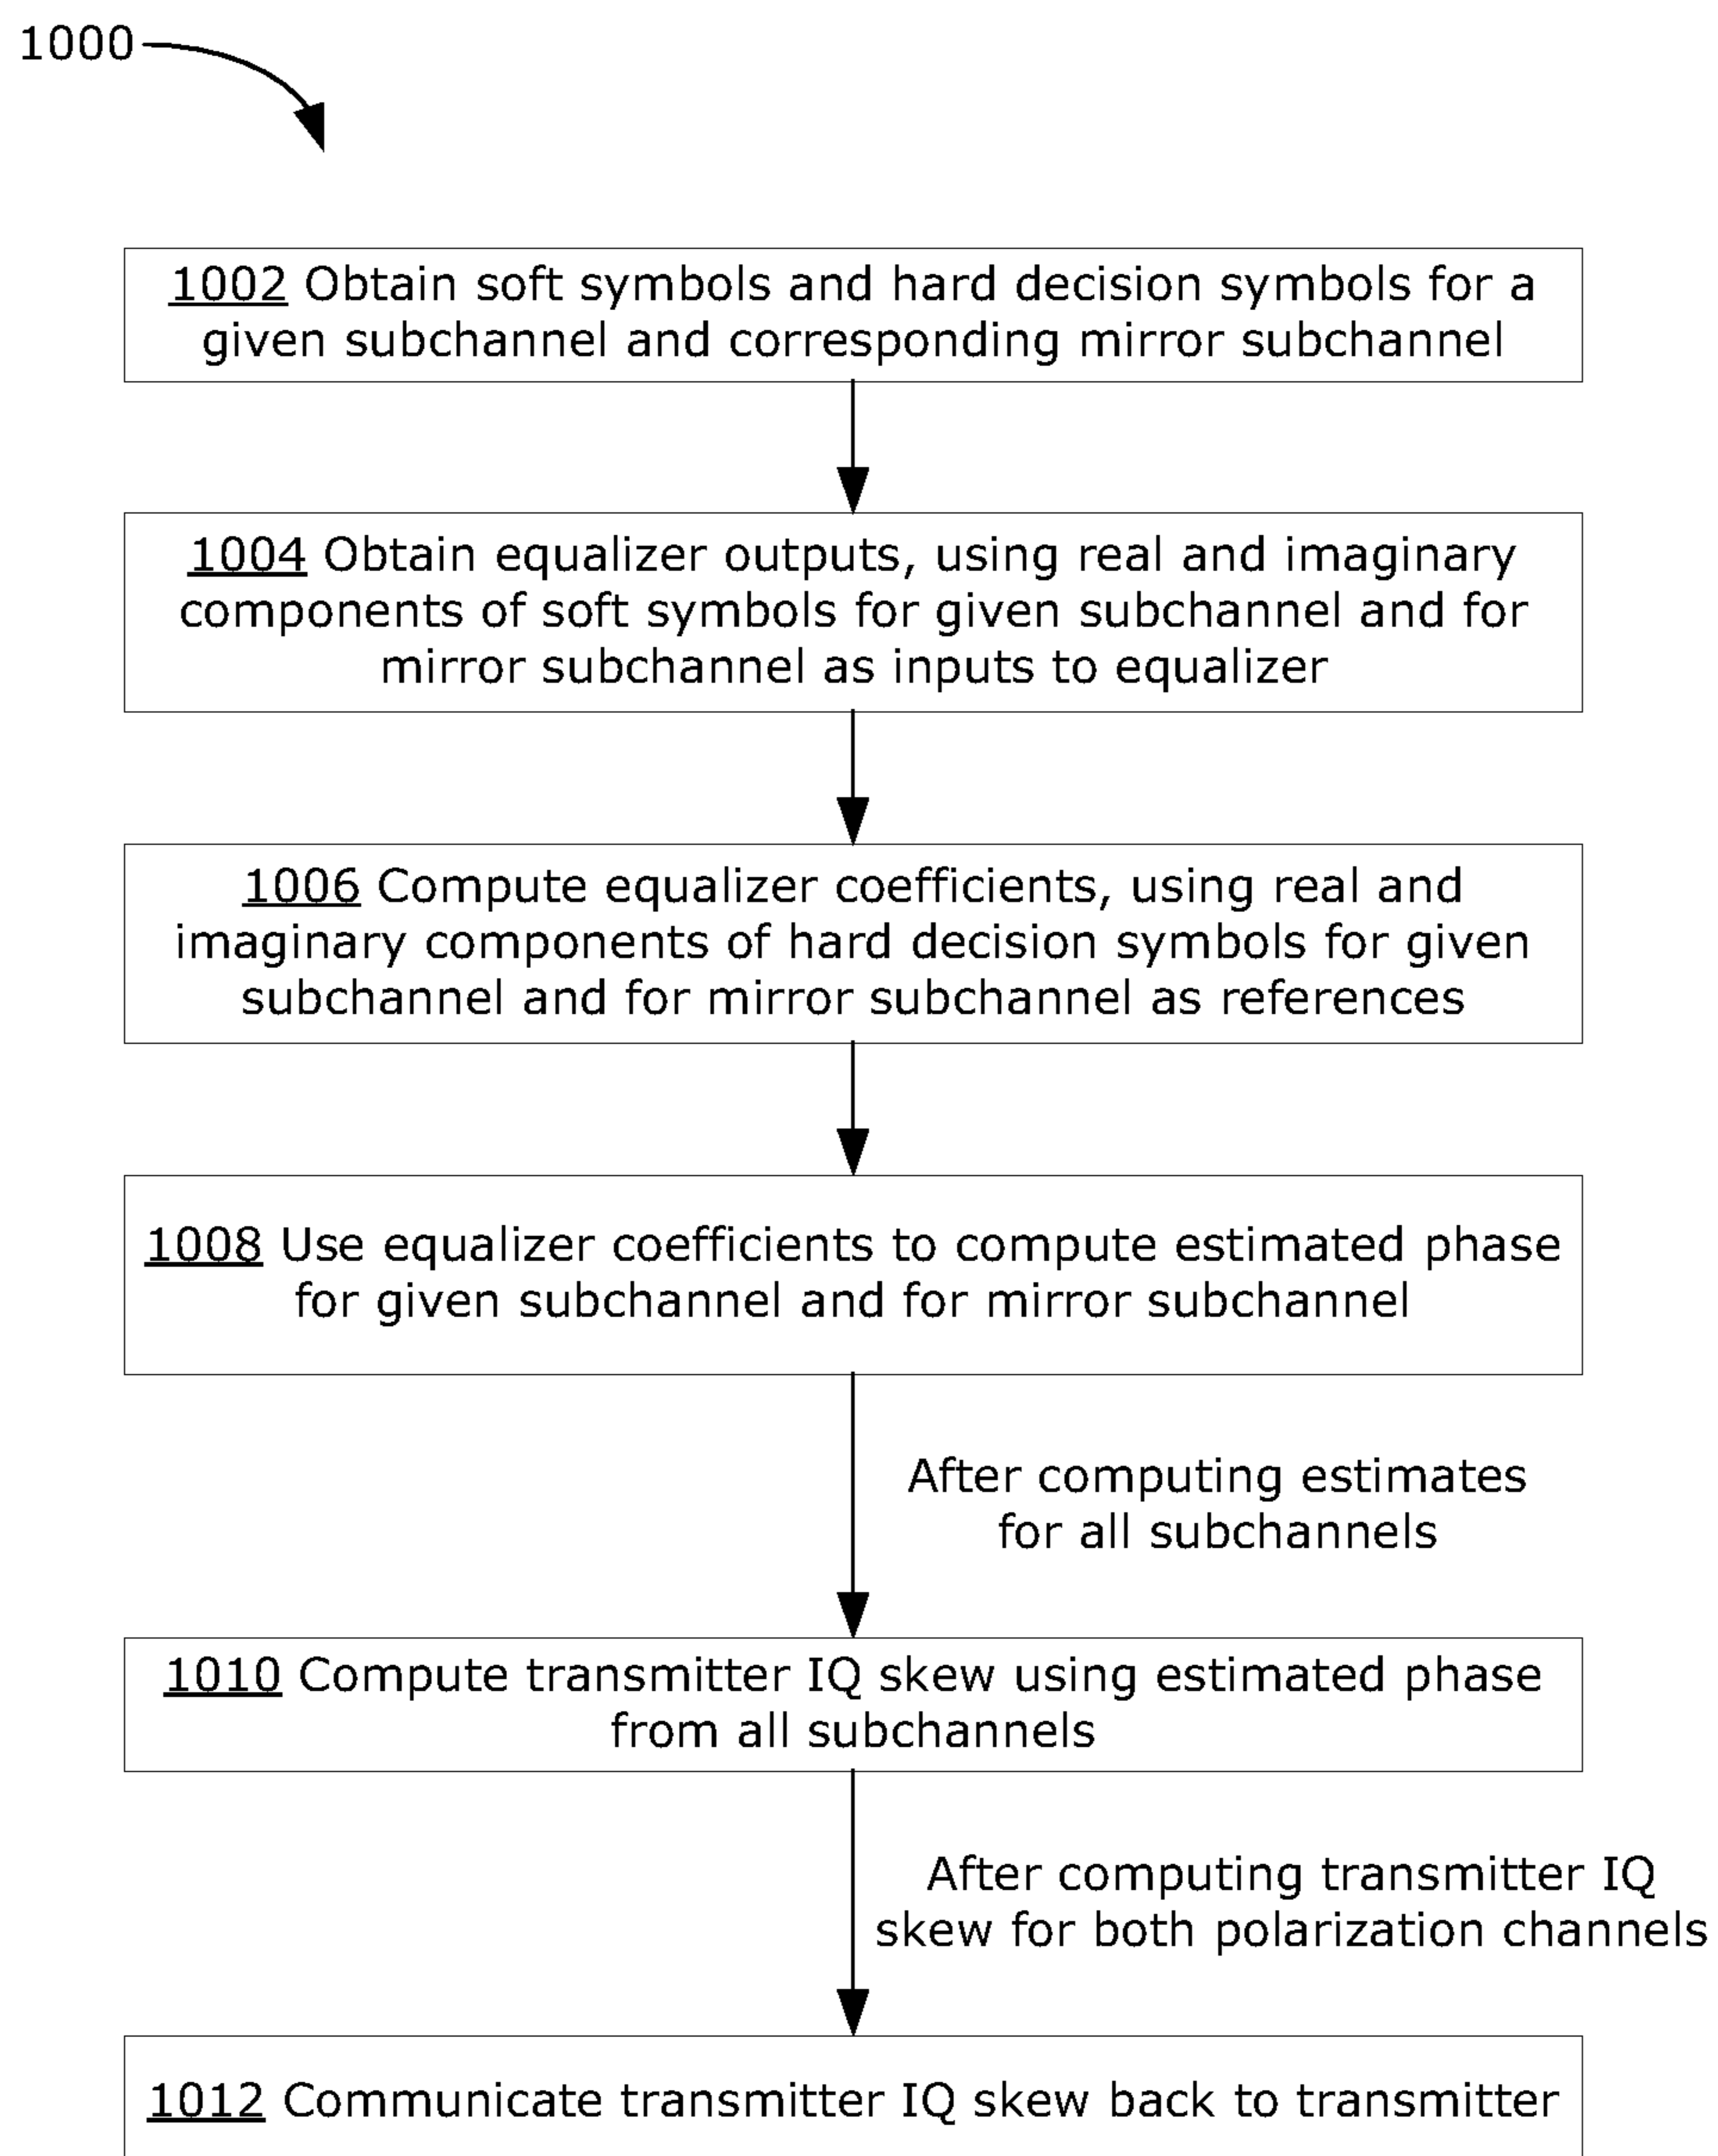 1000
1002 Obtain soft symbols and hard decision symbols for a
given subchannel and corresponding mirror subchannel
1004 Obtain equalizer outputs, using real and imaginary
components of soft symbols for given subchannel and for
mirror subchannel as inputs to equalizer
1006 Compute equalizer coefficients, using real and
imaginary components of hard decision symbols for given
subchannel and for mirror subchannel as references
1008 Use equalizer coefficients to compute estimated phase
for given subchannel and for mirror subchannel
After computing estimates
for all subchannels
1010 Compute transmitter IQ skew using estimated phase
from all subchannels
After computing transmitter IQ
skew for both polarization channels
1012 Communicate transmitter IQ skew back to transmitter